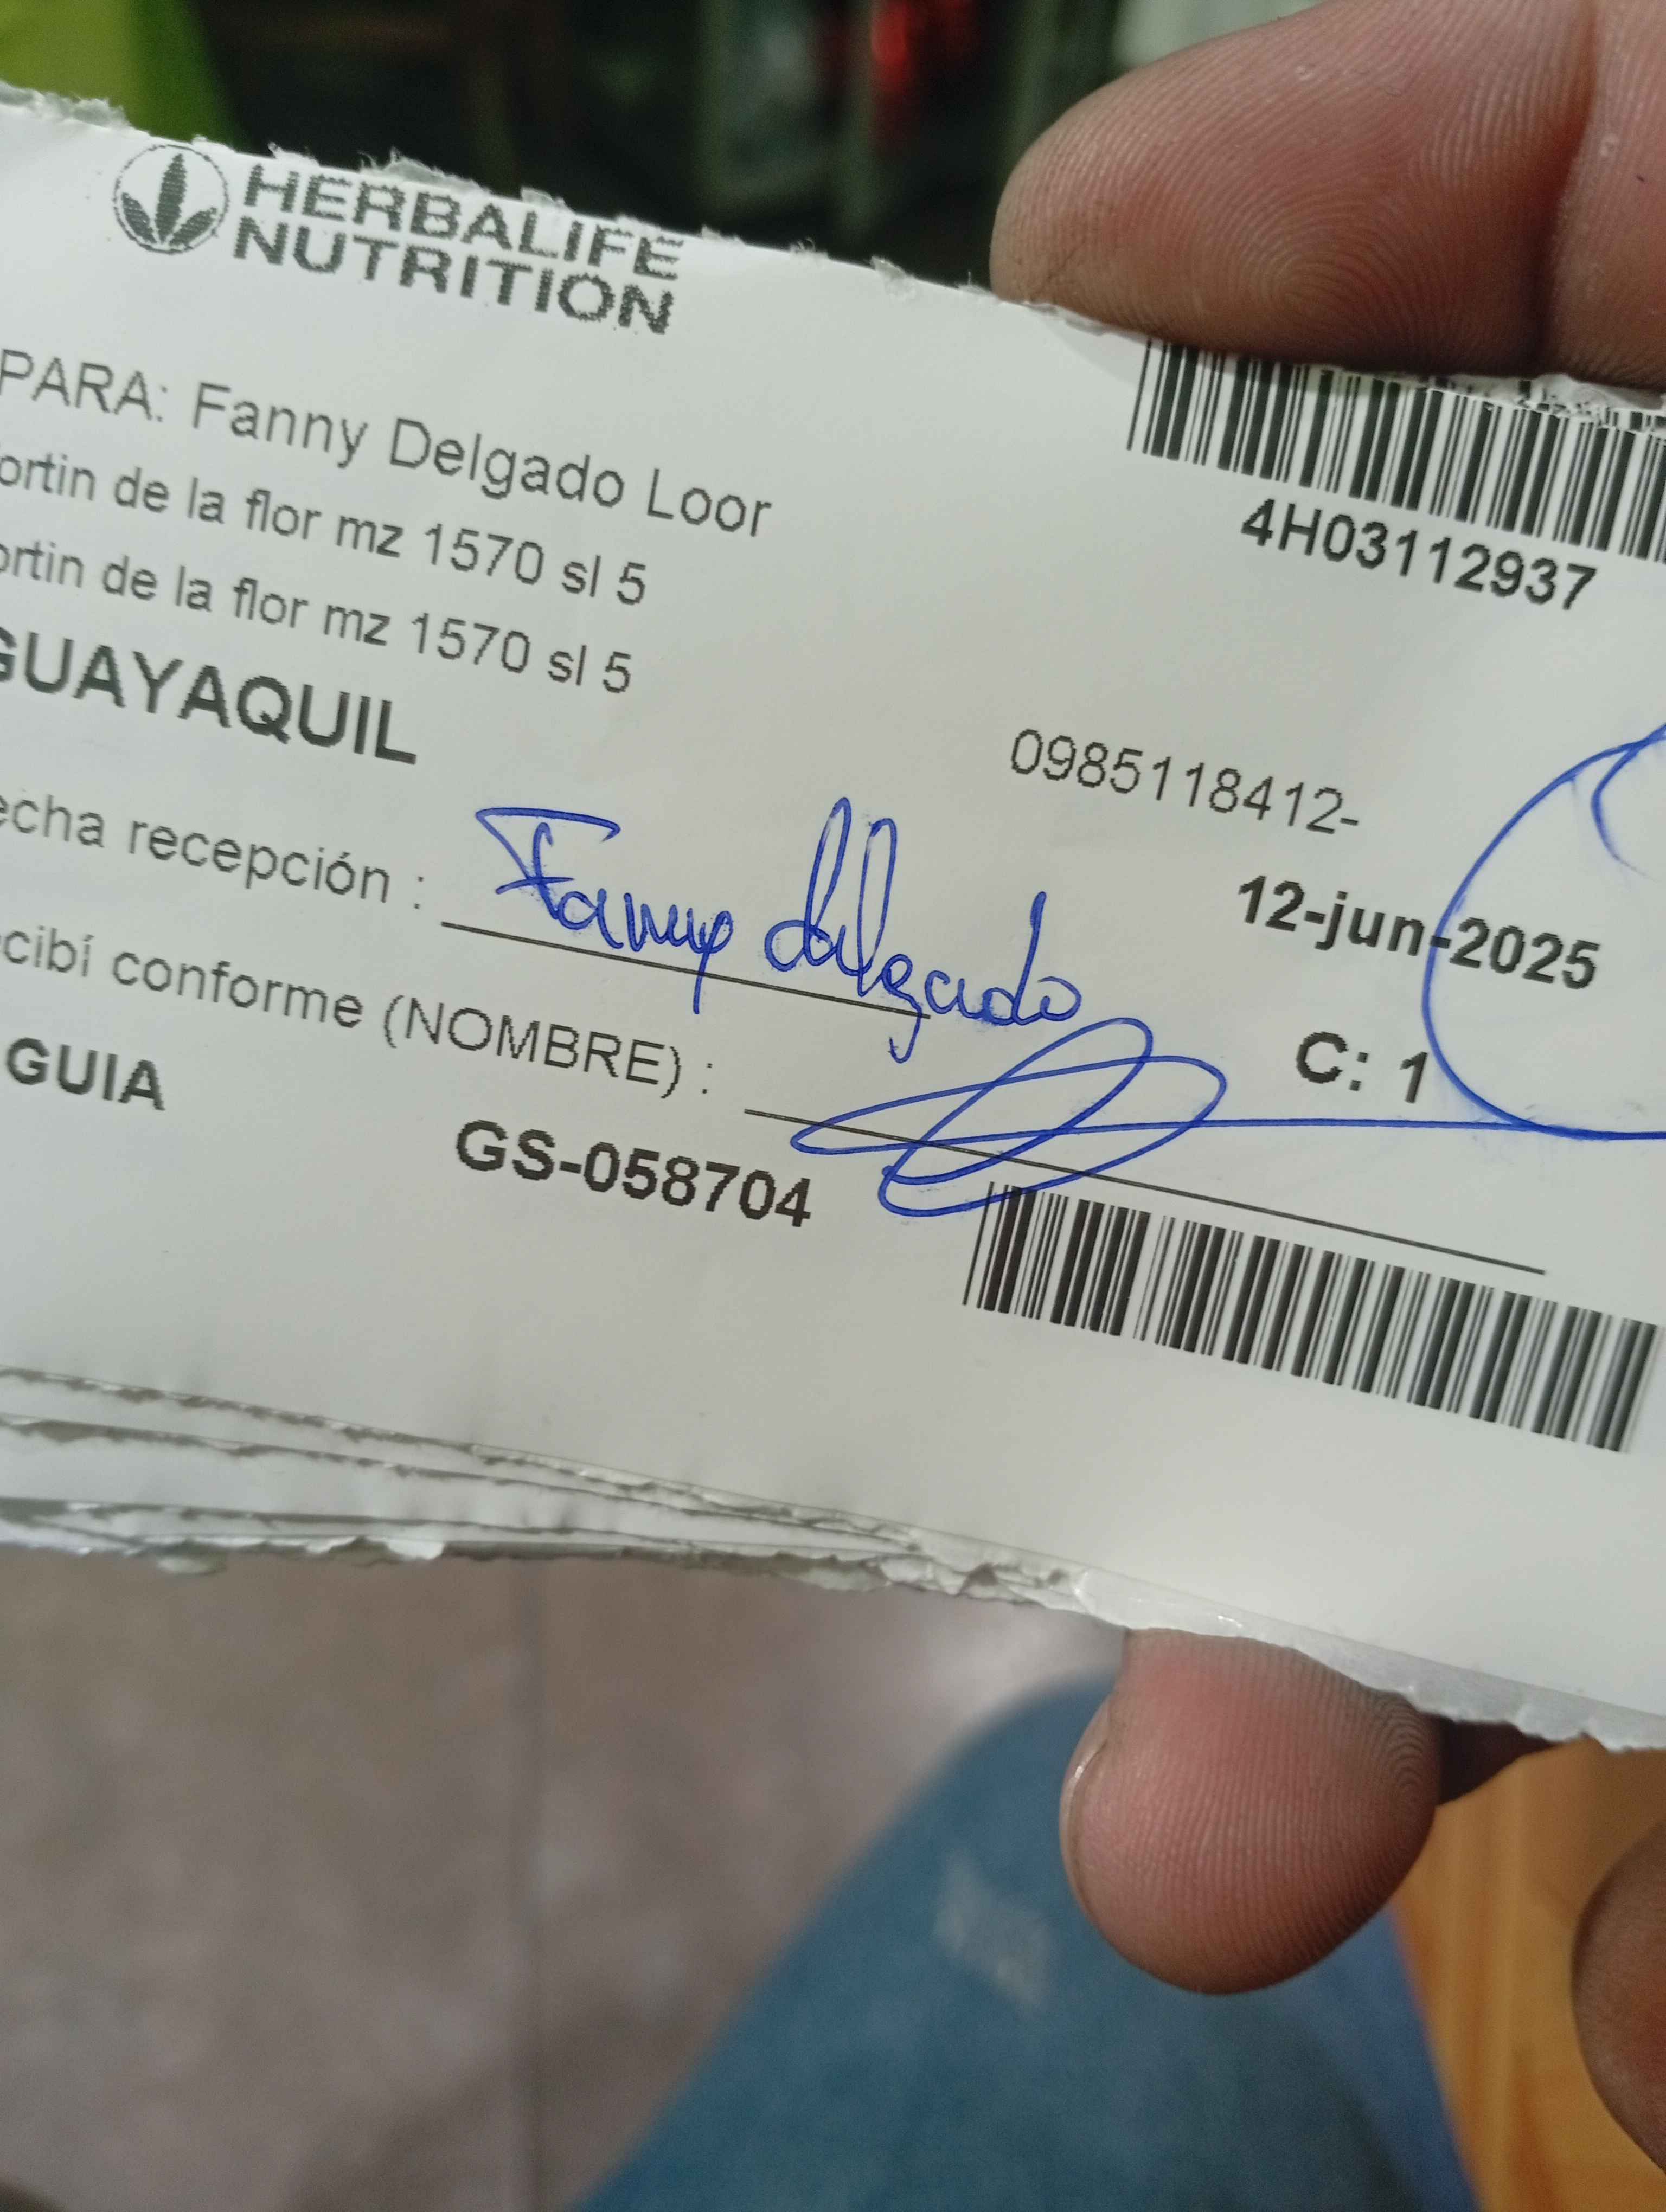 HERBALIFE
NUTRITION
PARA: Fanny Delgado Loor
4H03112937
ortin de la flor mz 1570 sl 5
ortin de la flor mz 1570 sl 5
GUAYAQUIL
0985118412-
echa recepción : Fanny delgado
12-jun-2025
cibí conforme (NOMBRE) :
C: 1
GUIA
GS-058704